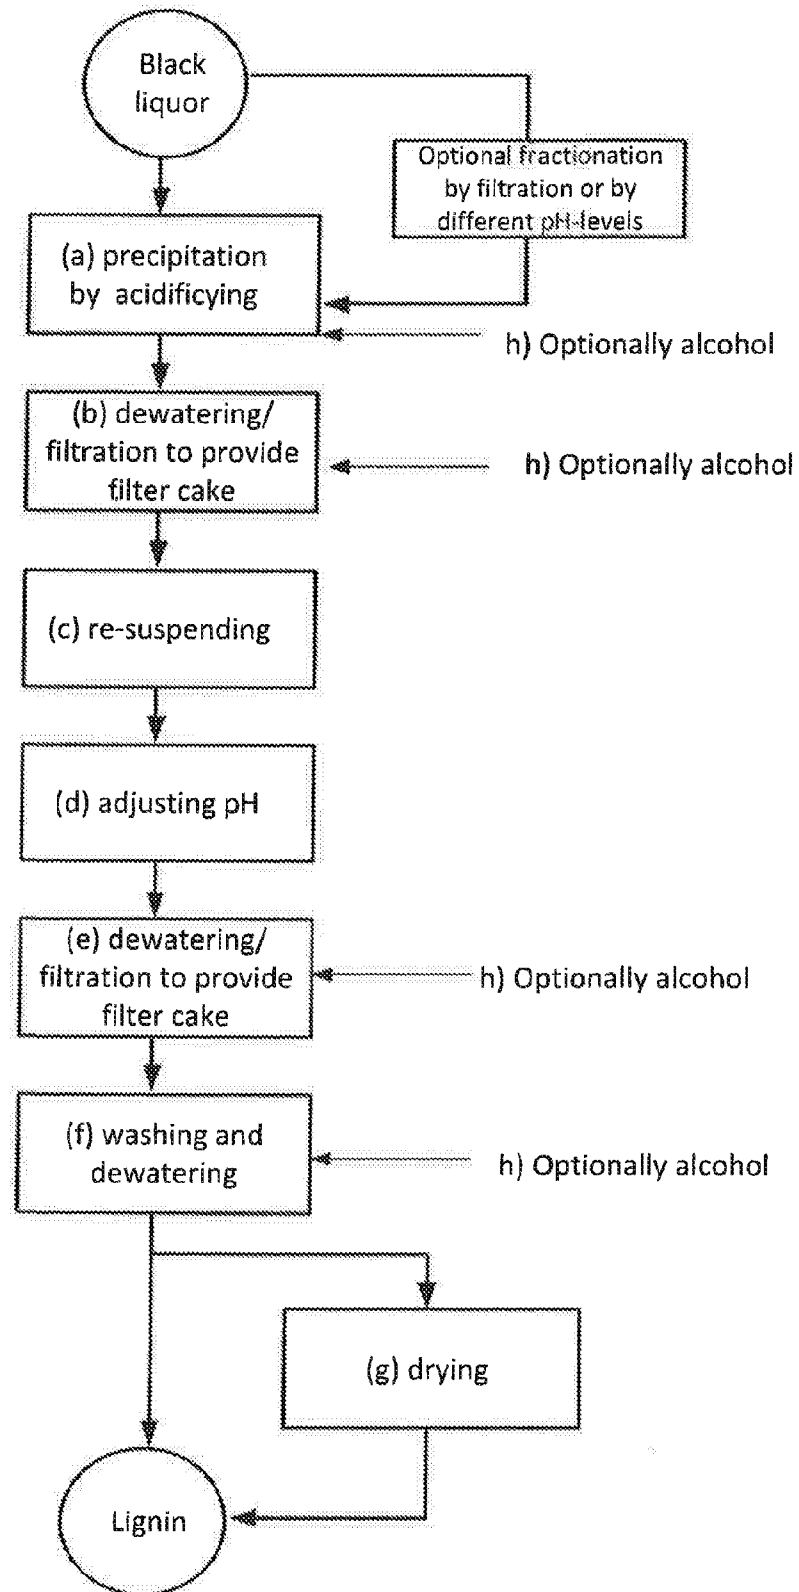 Black
liquor
Optional fractionation
by filtration or by
different pH-levels
(a) precipitation
by acidificying
h) Optionally alcohol
(b) dewatering/
filtration to provide
filter cake
h) Optionally alcohol
(c) re-suspending
(d) adjusting pH
(e) dewatering/
filtration to provide
filter cake
h) Optionally alcohol
(f) washing and
dewatering
h) Optionally alcohol
(g) drying
Lignin